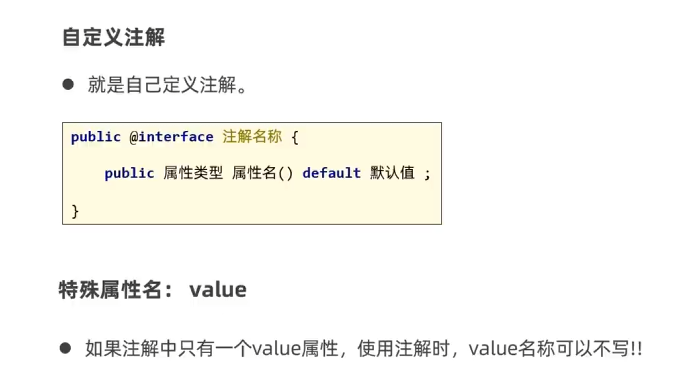 自定义注解
● 就是自己定义注解。
public @interface 注解名称 {
public 属性类型 属性名() default 默认值 ;
}
特殊属性名： value
● 如果注解中只有一个value属性，使用注解时，value名称可以不写!!